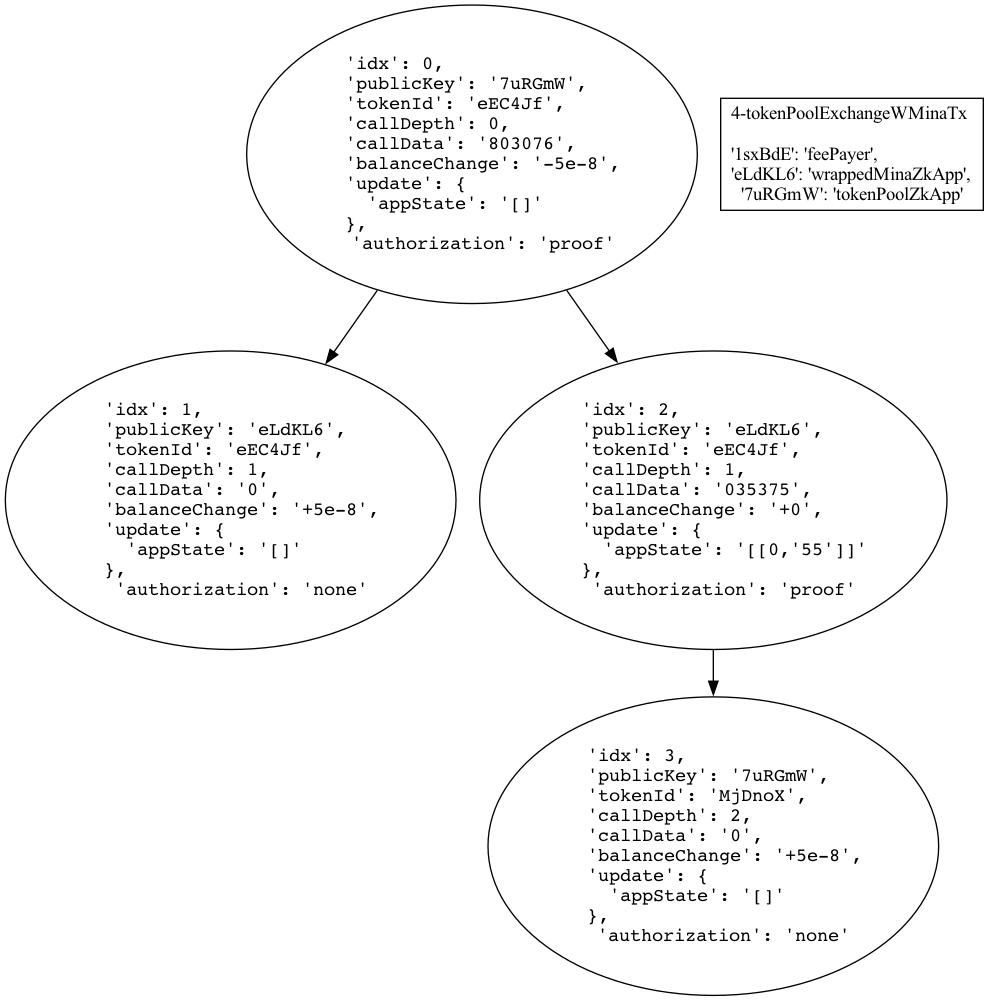 'idx': 0,
'publicKey': '7uRGmW',
'tokenId': 'eEC4Jf',
'callDepth': 0,
'callData': '803076',
'balanceChange': '-5e-8',
'update': {
'appState': '[]'
},
'authorization': 'proof'
4-tokenPoolExchangeWMinaTx
'1sxBdE': 'feePayer',
'eLdKL6': 'wrappedMinaZkApp',
'7uRGmW': 'tokenPoolZkApp'
'idx': 1,
'publicKey': 'eLdKL6',
'tokenId': 'eEC4Jf',
'callDepth': 1,
'callData': '0',
'balanceChange': '+5e-8',
'update': {
'appState': '[]'
},
'authorization': 'none'
'idx': 2,
'publicKey': 'eLdKL6',
'tokenId': 'eEC4Jf',
'callDepth': 1,
'callData': '035375',
'balanceChange': '+0',
'update': {
'appState': '[[0,'55']]'
},
'authorization': 'proof'
'idx': 3,
'publicKey': '7uRGmW',
'tokenId': 'MjDnoX',
'callDepth': 2,
'callData': '0',
'balanceChange': '+5e-8',
'update': {
'appState': '[]'
},
'authorization': 'none'